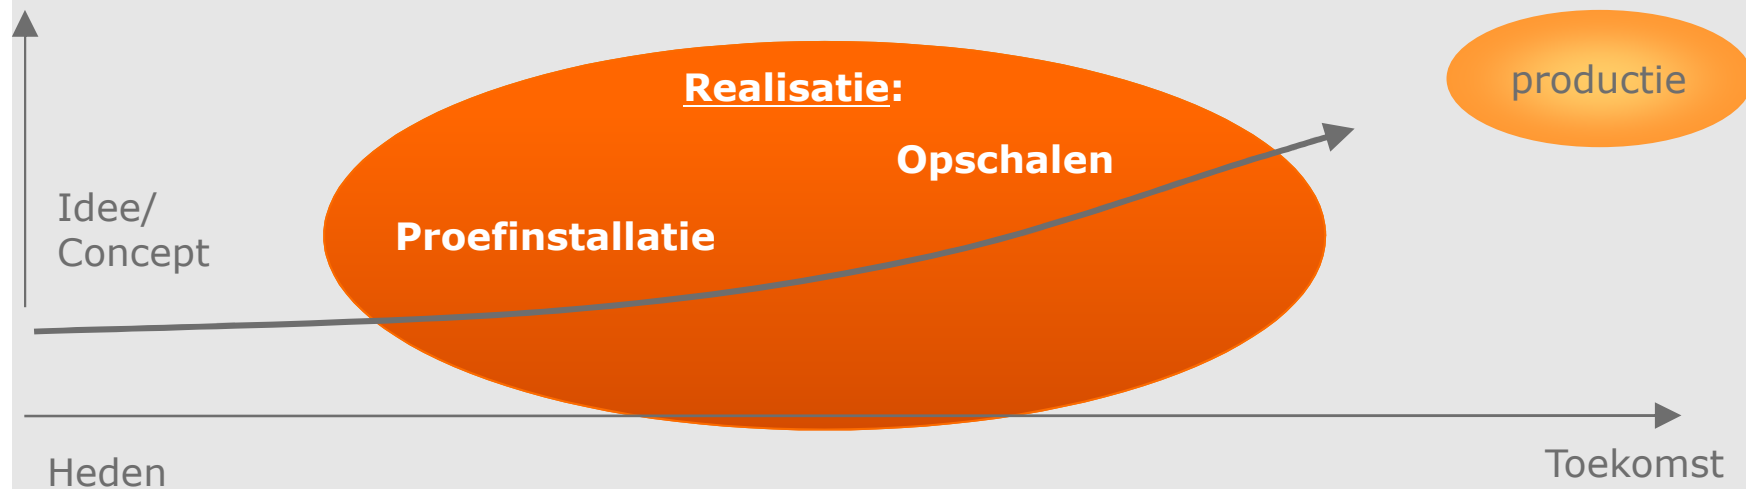 Realisatie:
productie
Opschalen
Idee/
Concept
Proefinstallatie
Heden
Toekomst